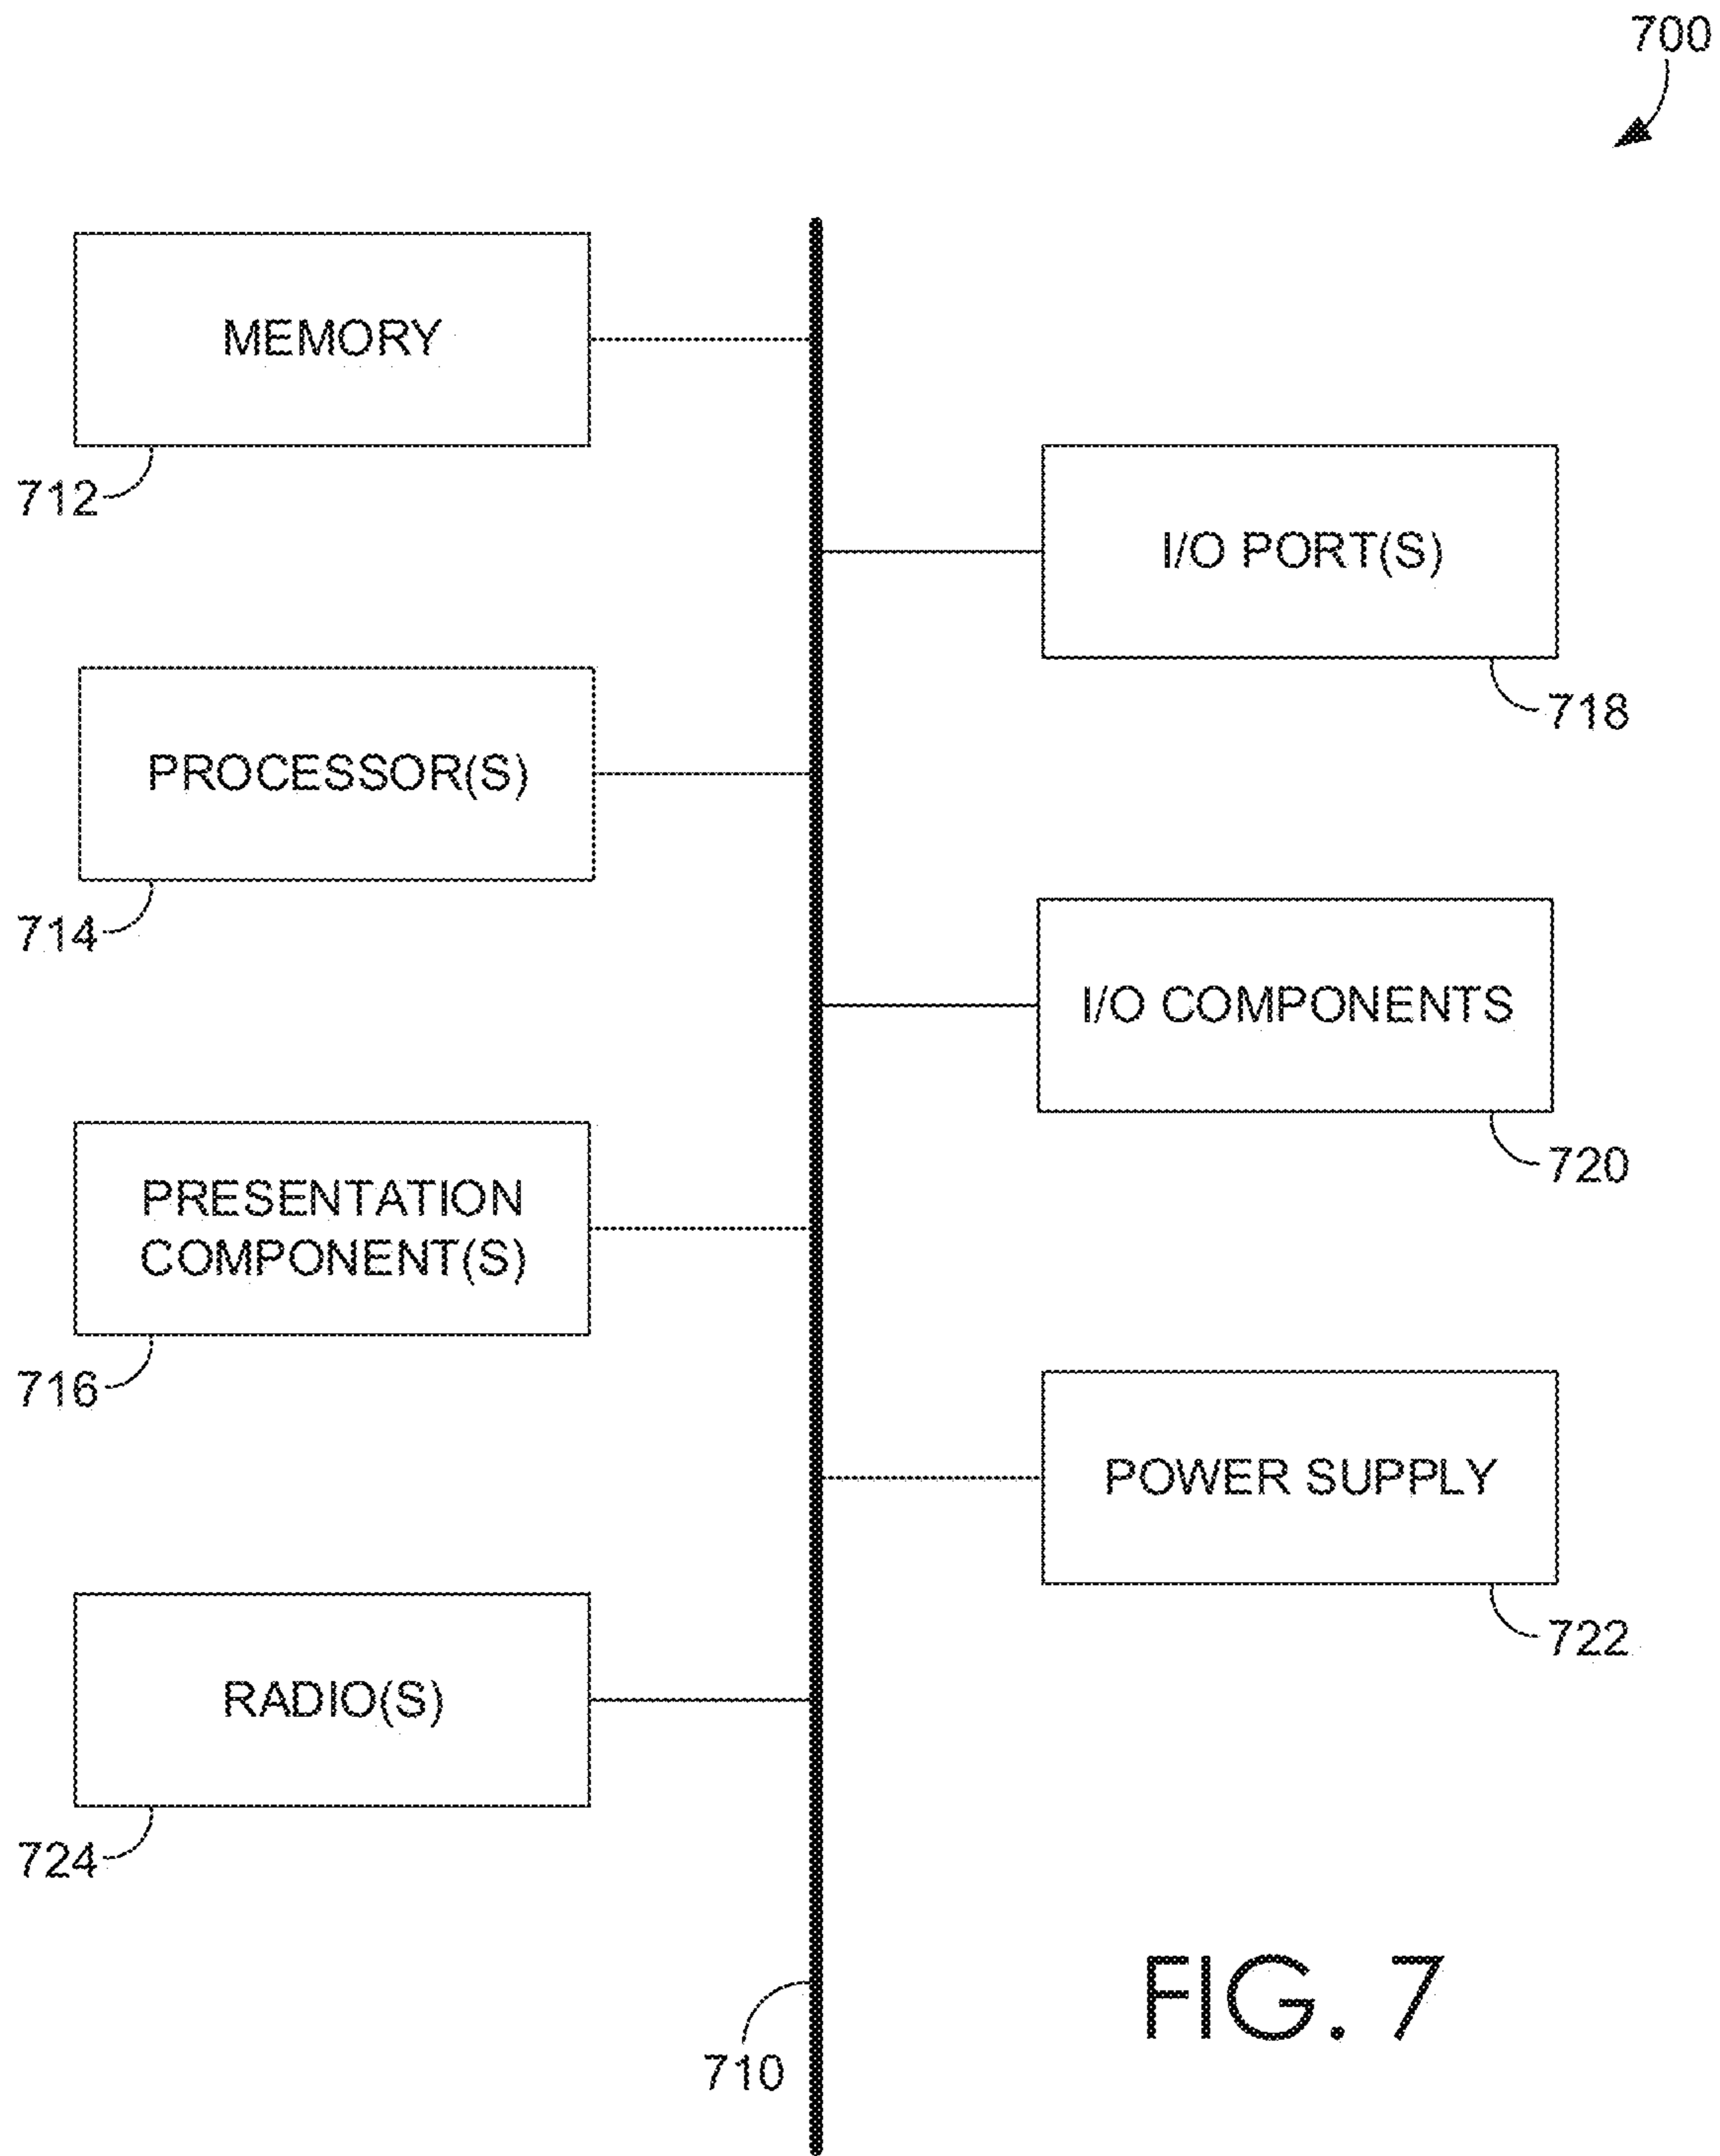 700
MEMORY
712
I/O PORT(S)
718
PROCESSOR(S)
714
I/O COMPONENTS
720
PRESENTATION
COMPONENT(S)
716
POWER SUPPLY
722
RADIO(S)
724
710
FIG. 7